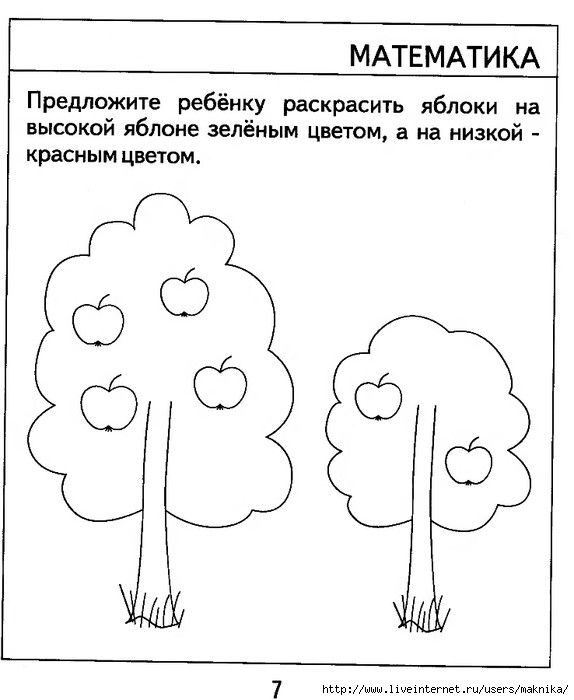 МАТЕМАТИКА
Предложите ребёнку раскрасить яблоки на
высокой яблоне зелёным цветом, а на низкой -
красным цветом.
7
http://www.liveinternet.ru/users/maknika/